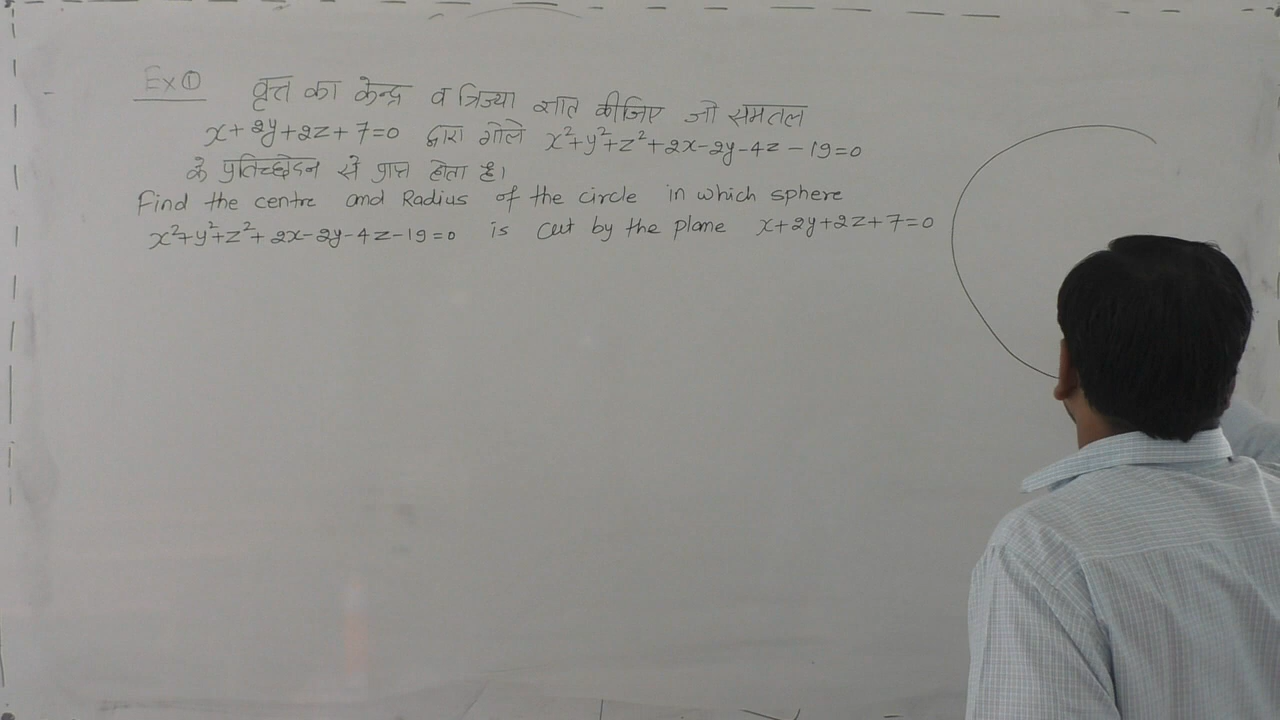 Ex ①
वृत्त का केन्द्र व त्रिज्या ज्ञात कीजिए जो समतल
x+2y+2z+7=0 द्वारा गोले x²+y²+z²+2x-2y-4z-19=0
के प्रतिच्छेदन से प्राप्त होता है।
Find the centre and Radius of the circle in which sphere
x²+y²+z²+2x-2y-4z-19=0 is cut by the plane x+2y+2z+7=0